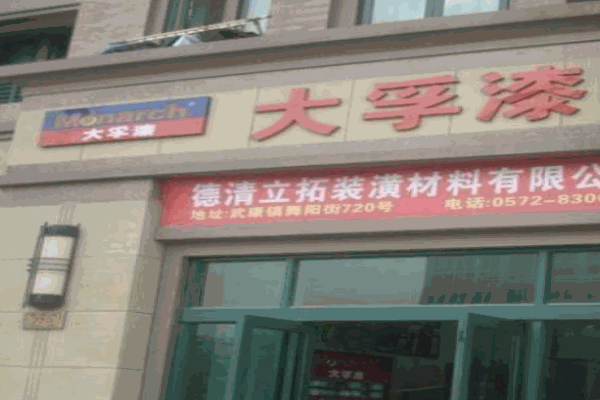 Monarch
大孚漆
大孚漆
德清立拓装潢材料有限公
地址:武康镇舞阳街720号 电话:0572-830
大孚漆